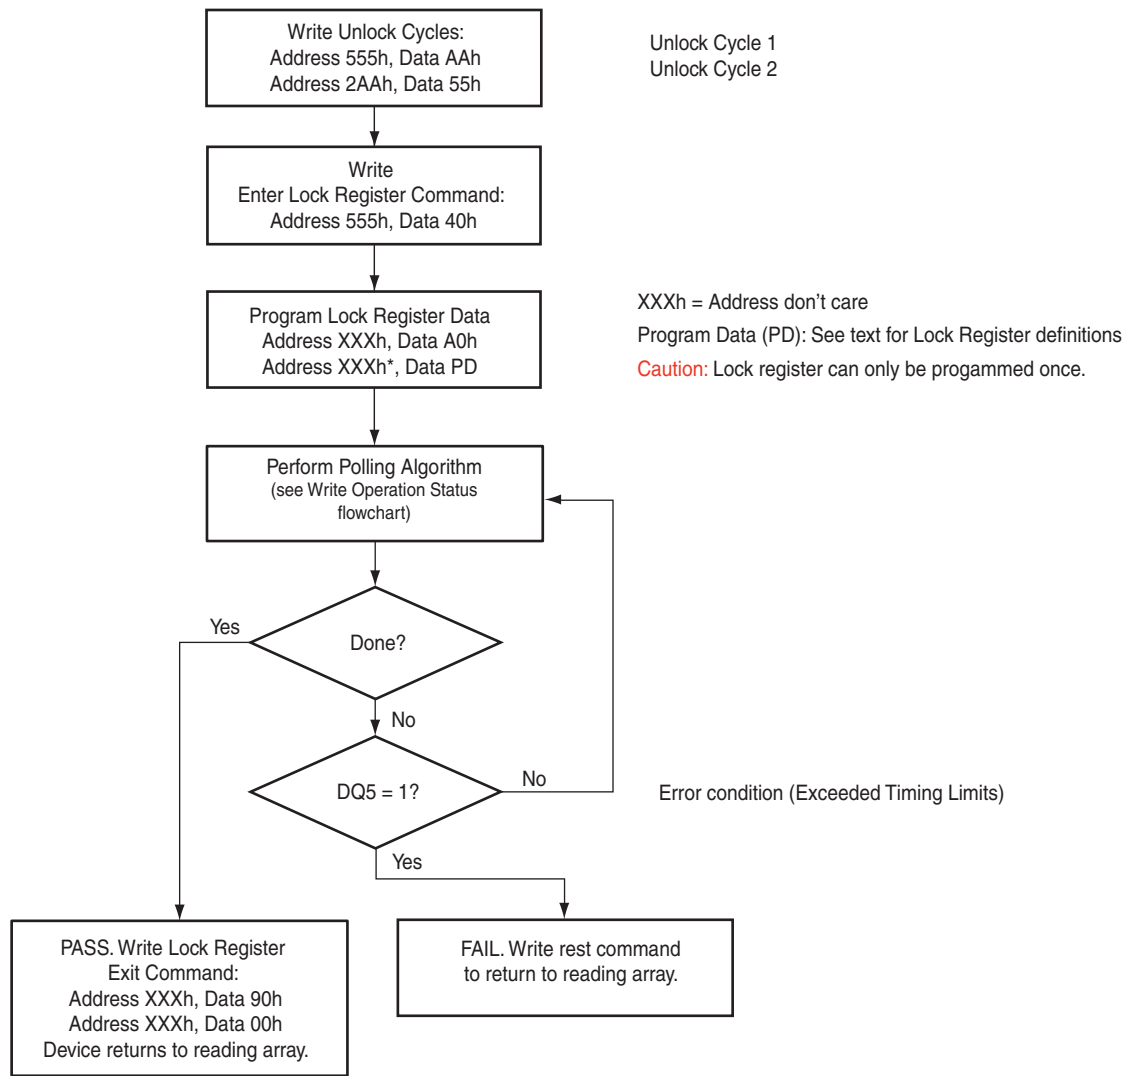 Write Unlock Cycles:
Address 555h, Data AAh
Address 2AAh, Data 55h
Unlock Cycle 1
Unlock Cycle 2
Write
Enter Lock Register Command:
Address 555h, Data 40h
Program Lock Register Data
Address XXXh, Data A0h
Address XXXh*, Data PD
XXXh = Address don't care
Program Data (PD): See text for Lock Register definitions
Caution: Lock register can only be progammed once.
Perform Polling Algorithm
(see Write Operation Status
flowchart)
Yes
Done?
No
DQ5 = 1?
No
Error condition (Exceeded Timing Limits)
Yes
PASS. Write Lock Register
Exit Command:
Address XXXh, Data 90h
Address XXXh, Data 00h
Device returns to reading array.
FAIL. Write rest command
to return to reading array.